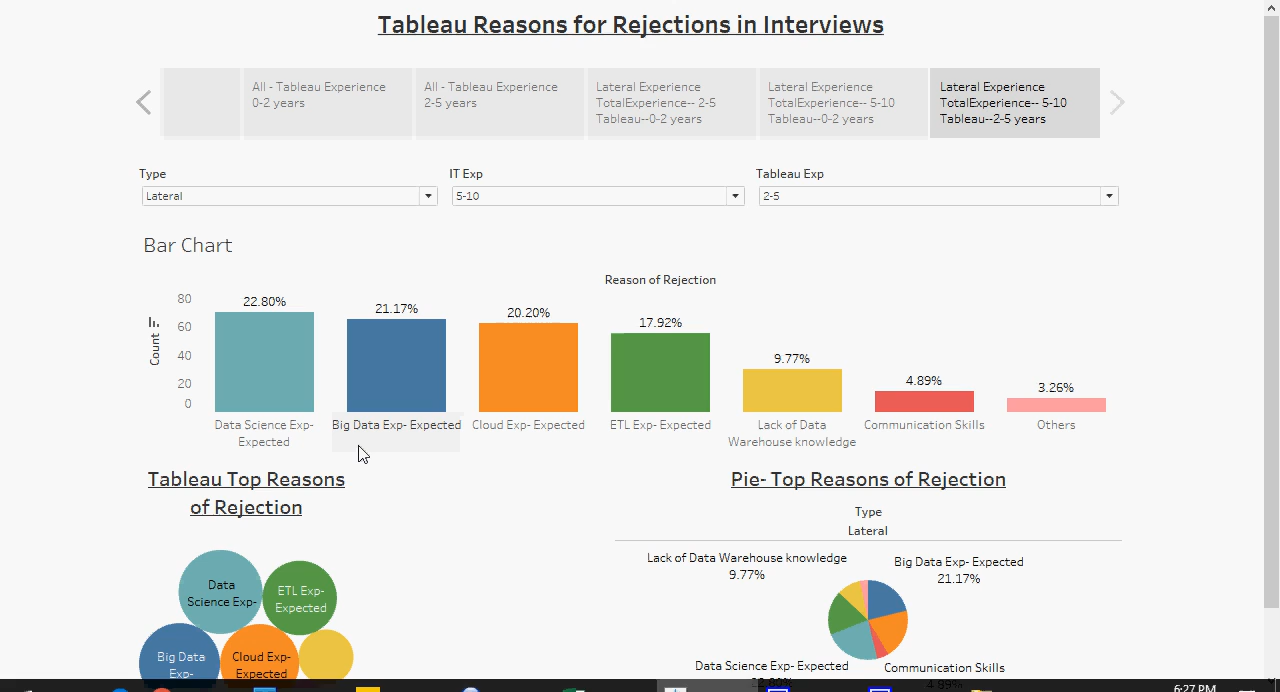 Tableau Reasons for Rejections in Interviews
All - Tableau Experience
0-2 years
All - Tableau Experience
2-5 years
Lateral Experience
TotalExperience-- 2-5
Tableau--0-2 years
Lateral Experience
TotalExperience-- 5-10
Tableau--0-2 years
Lateral Experience
TotalExperience-- 5-10
Tableau--2-5 years
Type
IT Exp
Tableau Exp
Lateral
5-10
2-5
Bar Chart
Reason of Rejection
Count
80
60
40
20
0
22.80%
21.17%
20.20%
17.92%
9.77%
4.89%
3.26%
Data Science Exp-
Expected
Big Data Exp- Expected
Cloud Exp- Expected
ETL Exp- Expected
Lack of Data
Warehouse knowledge
Communication Skills
Others
Tableau Top Reasons
of Rejection
Data
Science Exp-
ETL Exp-
Expected
Big Data
Exp-
Cloud Exp-
Expected
Pie- Top Reasons of Rejection
Type
Lateral
Lack of Data Warehouse knowledge
9.77%
Big Data Exp- Expected
21.17%
Data Science Exp- Expected
22.80%
Communication Skills
4.89%
6:27 PM